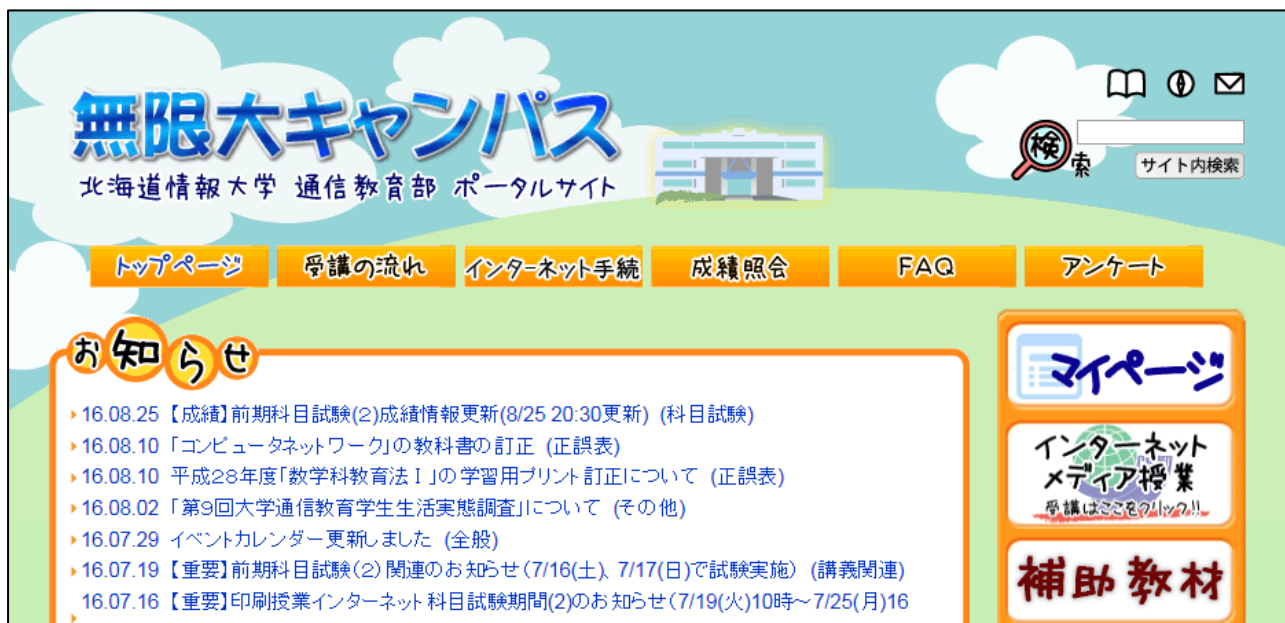 無限大キャンパス
北海道情報大学 通信教育部 ポータルサイト
検索
サイト内検索
トップページ 受講の流れ インターネット手続 成績照会 FAQ アンケート
お知らせ
16.08.25 【成績】前期科目試験(2)成績情報更新(8/25 20:30更新) (科目試験)
16.08.10 「コンピュータネットワーク」の教科書の訂正 (正誤表)
16.08.10 平成28年度「数学科教育法Ⅰ」の学習用プリント訂正について (正誤表)
16.08.02 「第9回大学通信教育学生生活実態調査」について (その他)
16.07.29 イベントカレンダー更新しました (全般)
16.07.19 【重要】前期科目試験(2)関連のお知らせ(7/16(土)、7/17(日)で試験実施) (講義関連)
16.07.16 【重要】印刷授業インターネット科目試験期間(2)のお知らせ(7/19(火)10時～7/25(月)16
マイページ
インターネット
メディア授業
受講はここをクリック!!
補助教材